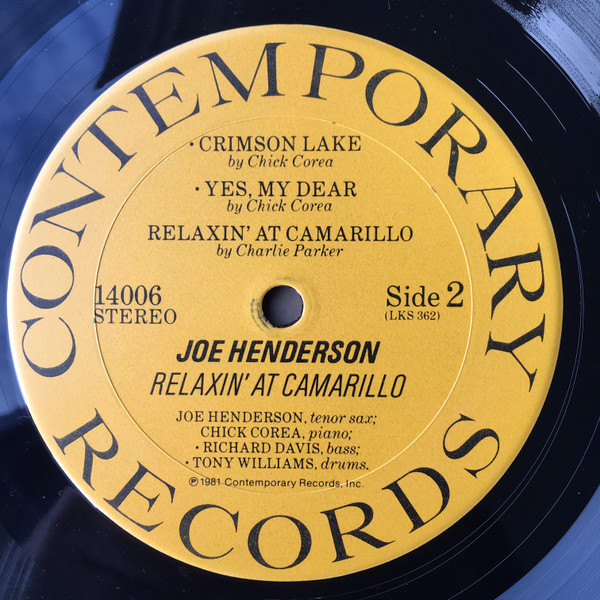 CONTEMPORARY
• CRIMSON LAKE
by Chick Corea
• YES, MY DEAR
by Chick Corea
RELAXIN' AT CAMARILLO
by Charlie Parker
14006
STEREO
Side 2
(LKS 362)
JOE HENDERSON
RELAXIN' AT CAMARILLO
JOE HENDERSON, tenor sax;
CHICK COREA, piano;
• RICHARD DAVIS, bass;
• TONY WILLIAMS, drums.
℗ 1981 Contemporary Records, Inc.
RECORDS